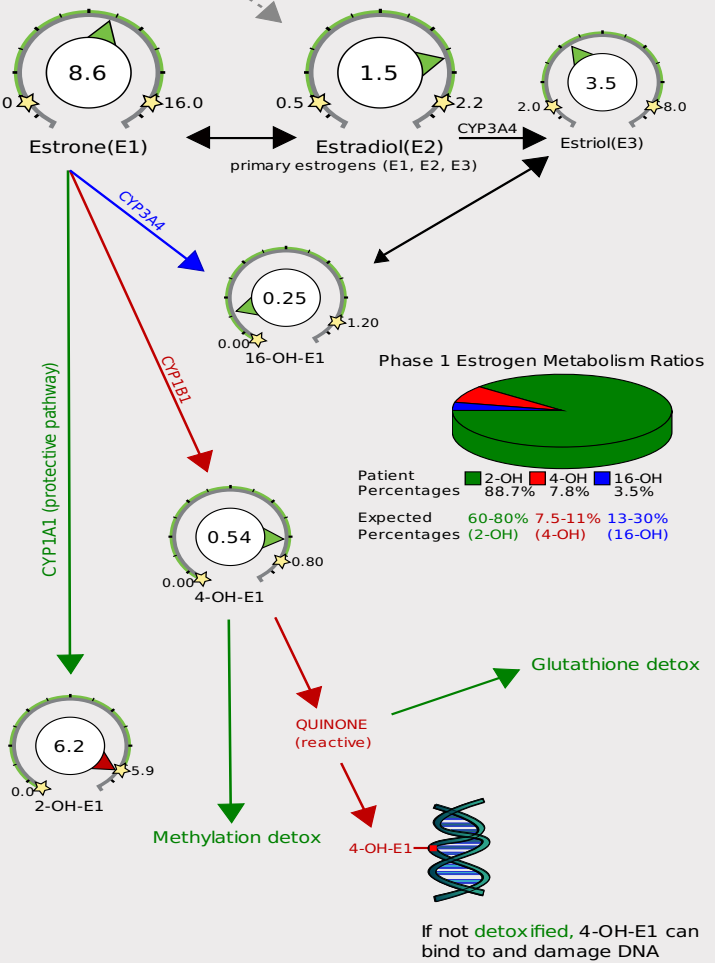 8.6
0
16.0
Estrone(E1)
1.5
0.5
2.2
Estradiol(E2)
primary estrogens (E1, E2, E3)
CYP3A4
3.5
2.0
8.0
Estriol(E3)
CYP3A4
0.25
0.00
1.20
16-OH-E1
CYP1B1
CYP1A1 (protective pathway)
Phase 1 Estrogen Metabolism Ratios
Patient Percentages
2-OH 88.7%
4-OH 7.8%
16-OH 3.5%
Expected Percentages
60-80% (2-OH)
7.5-11% (4-OH)
13-30% (16-OH)
0.54
0.00
0.80
4-OH-E1
Glutathione detox
QUINONE
(reactive)
6.2
0.0
5.9
2-OH-E1
Methylation detox
4-OH-E1
If not detoxified, 4-OH-E1 can
bind to and damage DNA